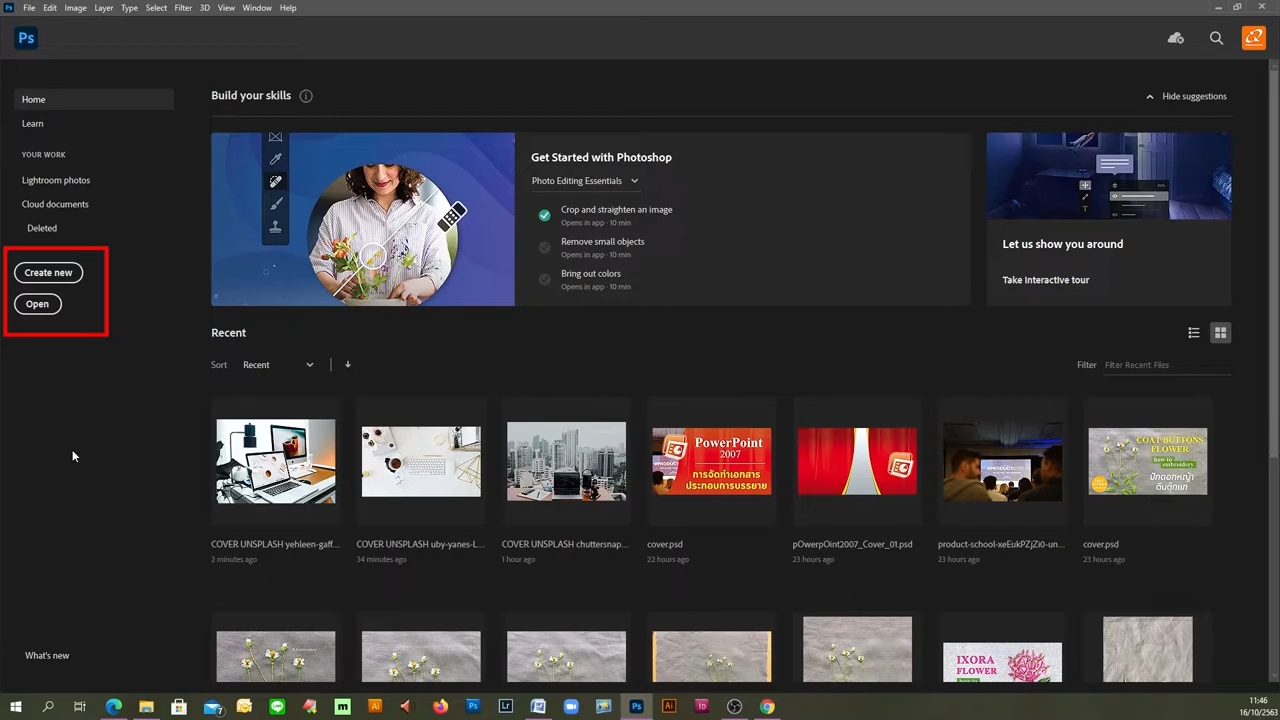 Ps File Edit Image Layer Type Select Filter 3D View Window Help
Ps
Home
Learn
YOUR WORK
Lightroom photos
Cloud documents
Deleted
Create new
Open
What's new
Build your skills
Hide suggestions
Get Started with Photoshop
Photo Editing Essentials
Crop and straighten an image
Opens in app · 10 min
Remove small objects
Opens in app · 10 min
Bring out colors
Opens in app · 10 min
Let us show you around
Take Interactive tour
Recent
Sort Recent
Filter Filter Recent Files
PowerPoint
2007
การจัดทำเอกสาร
ประกอบการบรรยาย
COAT BUTTONS
FLOWER
how to
embroidery
ปักดอกหญ้า
ตีนตุ๊กแก
COVER UNSPLASH yehleen-gaff...
2 minutes ago
COVER UNSPLASH uby-yanes-L...
34 minutes ago
COVER UNSPLASH chuttersnap...
1 hour ago
cover.psd
22 hours ago
pOwerpOint2007_Cover_01.psd
23 hours ago
product-school-xeEukPZjZi0-un...
23 hours ago
cover.psd
23 hours ago
IXORA
FLOWER
how to
11:46
16/10/2563